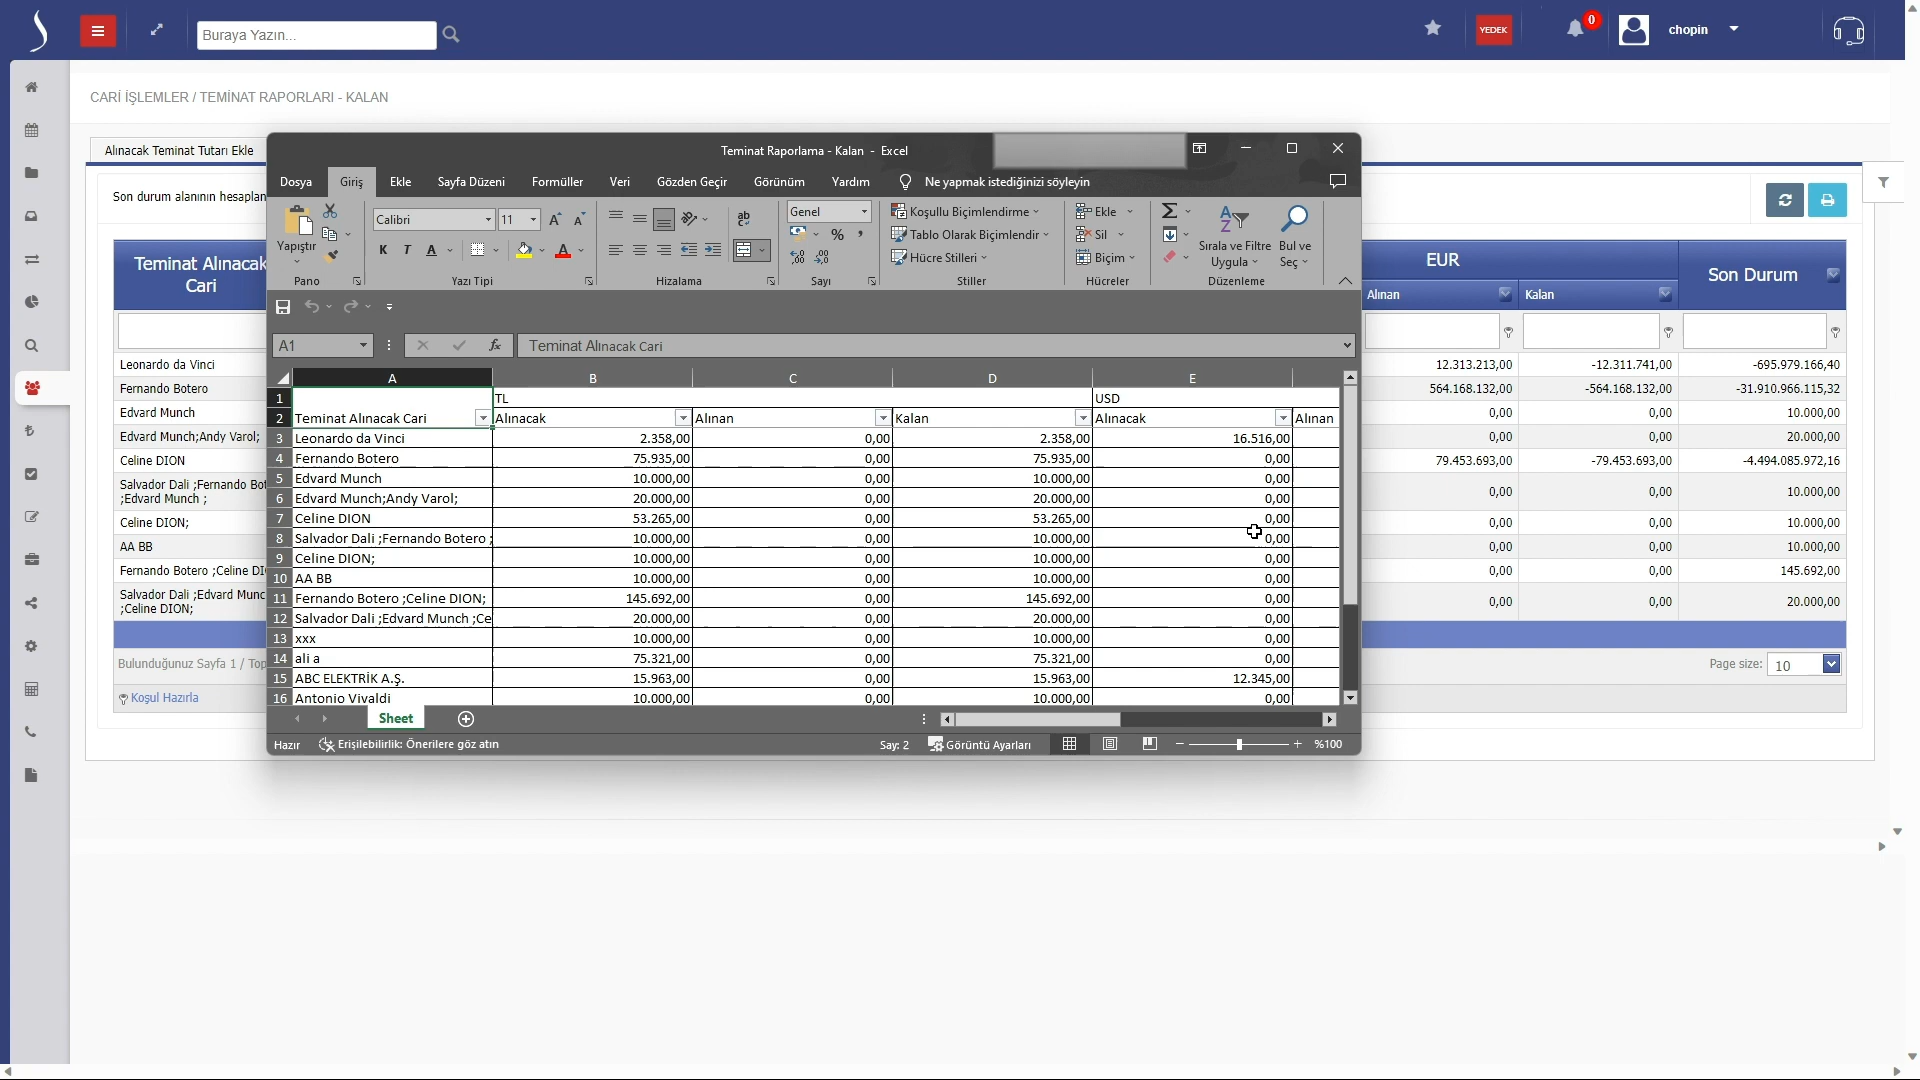 Buraya Yazın...
YEDEK
0
chopin
CARİ İŞLEMLER / TEMİNAT RAPORLARI - KALAN
Alınacak Teminat Tutarı Ekle
Son durum alanının hesaplan
Teminat Alınacak
Cari
Leonardo da Vinci
Fernando Botero
Edvard Munch
Edvard Munch;Andy Varol;
Celine DION
Salvador Dali ;Fernando Bot
;Edvard Munch ;
Celine DION;
AA BB
Fernando Botero ;Celine DI
Salvador Dali ;Edvard Munc
;Celine DION;
Bulunduğunuz Sayfa 1 / Top
Koşul Hazırla
Teminat Raporlama - Kalan - Excel
Dosya Giriş Ekle Sayfa Düzeni Formüller Veri Gözden Geçir Görünüm Yardım Ne yapmak istediğinizi söyleyin
Yapıştır
Pano
Calibri 11
K T A
Yazı Tipi
Hizalama
Genel
Sayı
Koşullu Biçimlendirme
Tablo Olarak Biçimlendir
Hücre Stilleri
Stiller
Ekle
Sil
Biçim
Hücreler
Sırala ve Filtre
Uygula
Bul ve
Seç
Düzenleme
A1 fx Teminat Alınacak Cari
A B C D E
1 TL USD
2 Teminat Alınacak Cari Alınacak Alınan Kalan Alınacak Alınan
3 Leonardo da Vinci 2.358,00 0,00 2.358,00 16.516,00
4 Fernando Botero 75.935,00 0,00 75.935,00 0,00
5 Edvard Munch 10.000,00 0,00 10.000,00 0,00
6 Edvard Munch;Andy Varol; 20.000,00 0,00 20.000,00 0,00
7 Celine DION 53.265,00 0,00 53.265,00 0,00
8 Salvador Dali ;Fernando Botero ; 10.000,00 0,00 10.000,00 0,00
9 Celine DION; 10.000,00 0,00 10.000,00 0,00
10 AA BB 10.000,00 0,00 10.000,00 0,00
11 Fernando Botero ;Celine DION; 145.692,00 0,00 145.692,00 0,00
12 Salvador Dali ;Edvard Munch ;Ce 20.000,00 0,00 20.000,00 0,00
13 xxx 10.000,00 0,00 10.000,00 0,00
14 ali a 75.321,00 0,00 75.321,00 0,00
15 ABC ELEKTRİK A.Ş. 15.963,00 0,00 15.963,00 12.345,00
16 Antonio Vivaldi 10.000,00 0,00 10.000,00 0,00
Sheet
Hazır Erişilebilirlik: Önerilere göz atın Say: 2 Görüntü Ayarları %100
EUR Son Durum
Alınan Kalan
12.313.213,00 -12.311.741,00 -695.979.166,40
564.168.132,00 -564.168.132,00 -31.910.966.115,32
0,00 0,00 10.000,00
0,00 0,00 20.000,00
79.453.693,00 -79.453.693,00 -4.494.085.972,16
0,00 0,00 10.000,00
0,00 0,00 10.000,00
0,00 0,00 10.000,00
0,00 0,00 145.692,00
0,00 0,00 20.000,00
Page size: 10